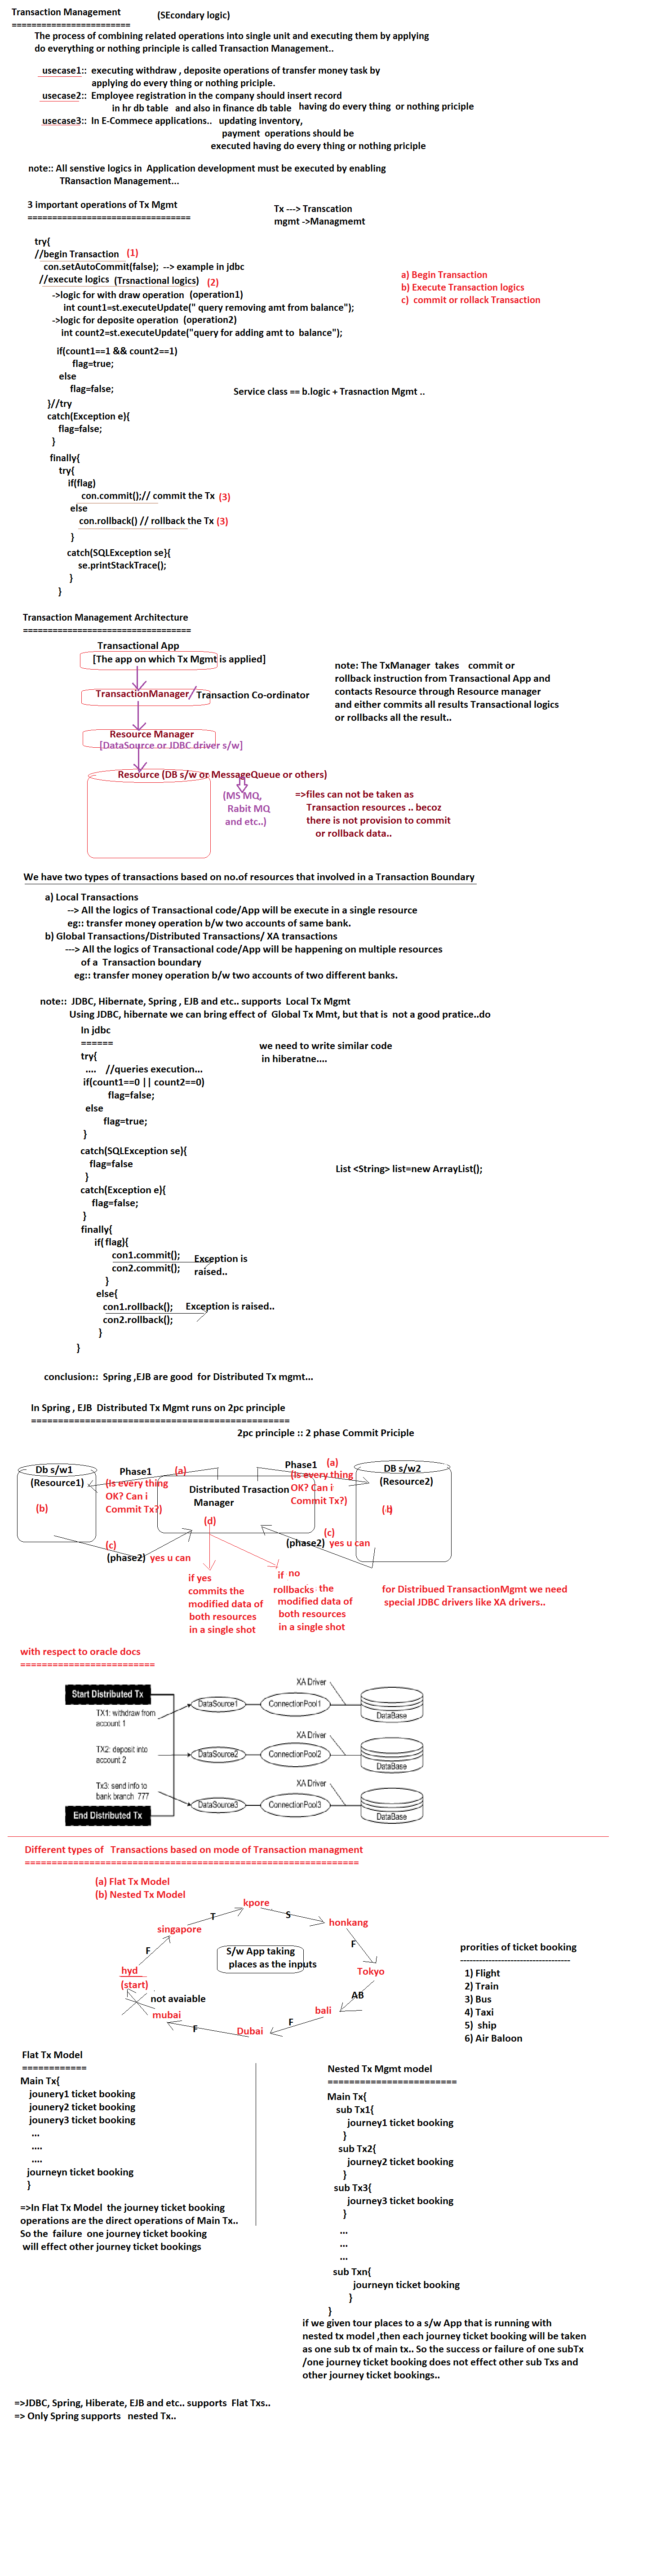 Transaction Management
(SEcondary logic)
========================
The process of combining related operations into single unit and executing them by applying
do everything or nothing principle is called Transaction Management..
usecase1:: executing withdraw , deposite operations of transfer money task by
applying do every thing or nothing priciple.
usecase2:: Employee registration in the company should insert record
in hr db table and also in finance db table having do every thing or nothing priciple
usecase3:: In E-Commece applications.. updating inventory,
payment operations should be
executed having do every thing or nothing priciple
note:: All senstive logics in Application development must be executed by enabling
TRansaction Management...
3 important operations of Tx Mgmt
=================================
Tx ---> Transcation
mgmt ->Managmemt
try{
//begin Transaction (1)
con.setAutoCommit(false); --> example in jdbc
//execute logics (Trsnactional logics) (2)
->logic for with draw operation (operation1)
int count1=st.executeUpdate(" query removing amt from balance");
->logic for deposite operation (operation2)
int count2=st.executeUpdate("query for adding amt to balance");
a) Begin Transaction
b) Execute Transaction logics
c) commit or rollack Transaction
if(count1==1 && count2==1)
flag=true;
else
flag=false;
}//try
catch(Exception e){
flag=false;
}
Service class == b.logic + Trasnaction Mgmt ..
finally{
try{
if(flag)
con.commit();// commit the Tx (3)
else
con.rollback() // rollback the Tx (3)
}
catch(SQLException se}{
se.printStackTrace();
}
}
Transaction Management Architecture
==================================
Transactional App
[The app on which Tx Mgmt is applied]
TransactionManager/ Transaction Co-ordinator
Resource Manager
[DataSource or JDBC driver s/w]
Resource (DB s/w or MessageQueue or others)
(MS MQ,
Rabit MQ
and etc..)
note: The TxManager takes commit or
rollback instruction from Transactional App and
contacts Resource through Resource manager
and either commits all results Transactional logics
or rollbacks all the result..
=>files can not be taken as
Transaction resources .. becoz
there is not provision to commit
or rollback data..
We have two types of transactions based on no.of resources that involved in a Transaction Boundary
a) Local Transactions
--> All the logics of Transactional code/App will be execute in a single resource
eg:: transfer money operation b/w two accounts of same bank.
b) Global Transactions/Distributed Transactions/ XA transactions
---> All the logics of Transactional code/App will be happening on multiple resources
of a Transaction boundary
eg:: transfer money operation b/w two accounts of two different banks.
note:: JDBC, Hibernate, Spring , EJB and etc.. supports Local Tx Mgmt
Using JDBC, hibernate we can bring effect of Global Tx Mmt, but that is not a good pratice..do
In jdbc
======
try{
.... //queries execution...
if(count1==0 || count2==0)
flag=false;
else
flag=true;
}
we need to write similar code
in hiberatne....
catch(SQLException se){
flag=false
}
catch(Exception e){
flag=false;
}
List <String> list=new ArrayList();
finally{
if( flag){
con1.commit();
con2.commit();
}
Exception is
raised..
else{
con1.rollback(); Exception is raised..
con2.rollback();
}
}
conclusion:: Spring ,EJB are good for Distributed Tx mgmt...
In Spring , EJB Distributed Tx Mgmt runs on 2pc principle
====================================================
2pc principle :: 2 phase Commit Priciple
Db s/w1
(Resource1)
(b)
Phase1 (a)
(Is every thing
OK? Can i
Commit Tx?)
Distributed Trasaction
Manager
(d)
Phase1 (a)
(Is every thing
OK? Can i
Commit Tx?)
DB s/w2
(Resource2)
(c)
(phase2) yes u can
(c)
(phase2) yes u can
if yes
commits the
modified data of
both resources
in a single shot
if no
rollbacks the
modified data of
both resources
in a single shot
for Distribued TransactionMgmt we need
special JDBC drivers like XA drivers..
with respect to oracle docs
===========================
Start Distributed Tx
TX1: withdraw from
account 1
DataSource1
ConnectionPool1
XA Driver
DataBase
TX2: deposit into
account 2
DataSource2
ConnectionPool2
XA Driver
DataBase
Tx3: send info to
bank branch 777
DataSource3
ConnectionPool3
XA Driver
DataBase
End Distributed Tx
Different types of Transactions based on mode of Transaction managment
===================================================================
(a) Flat Tx Model
(b) Nested Tx Model
kpore
T
S
singapore
honkang
F
F
S/w App taking
places as the inputs
hyd
(start)
Tokyo
not avaiable
AB
mubai
bali
F
F
Dubai
prorities of ticket booking
-----------------------------------
1) Flight
2) Train
3) Bus
4) Taxi
5) ship
6) Air Baloon
Flat Tx Model
============
Main Tx{
jounery1 ticket booking
jounery2 ticket booking
jounery3 ticket booking
...
....
....
journeyn ticket booking
}
=>In Flat Tx Model the journey ticket booking
operations are the direct operations of Main Tx..
So the failure one journey ticket booking
will effect other journey ticket bookings
Nested Tx Mgmt model
========================
Main Tx{
sub Tx1{
journey1 ticket booking
}
sub Tx2{
journey2 ticket booking
}
sub Tx3{
journey3 ticket booking
}
...
...
...
sub Txn{
journeyn ticket booking
}
}
if we given tour places to a s/w App that is running with
nested tx model ,then each journey ticket booking will be taken
as one sub tx of main tx.. So the success or failure of one subTx
/one journey ticket booking does not effect other sub Txs and
other journey ticket bookings..
=>JDBC, Spring, Hiberate, EJB and etc.. supports Flat Txs..
=> Only Spring supports nested Tx..